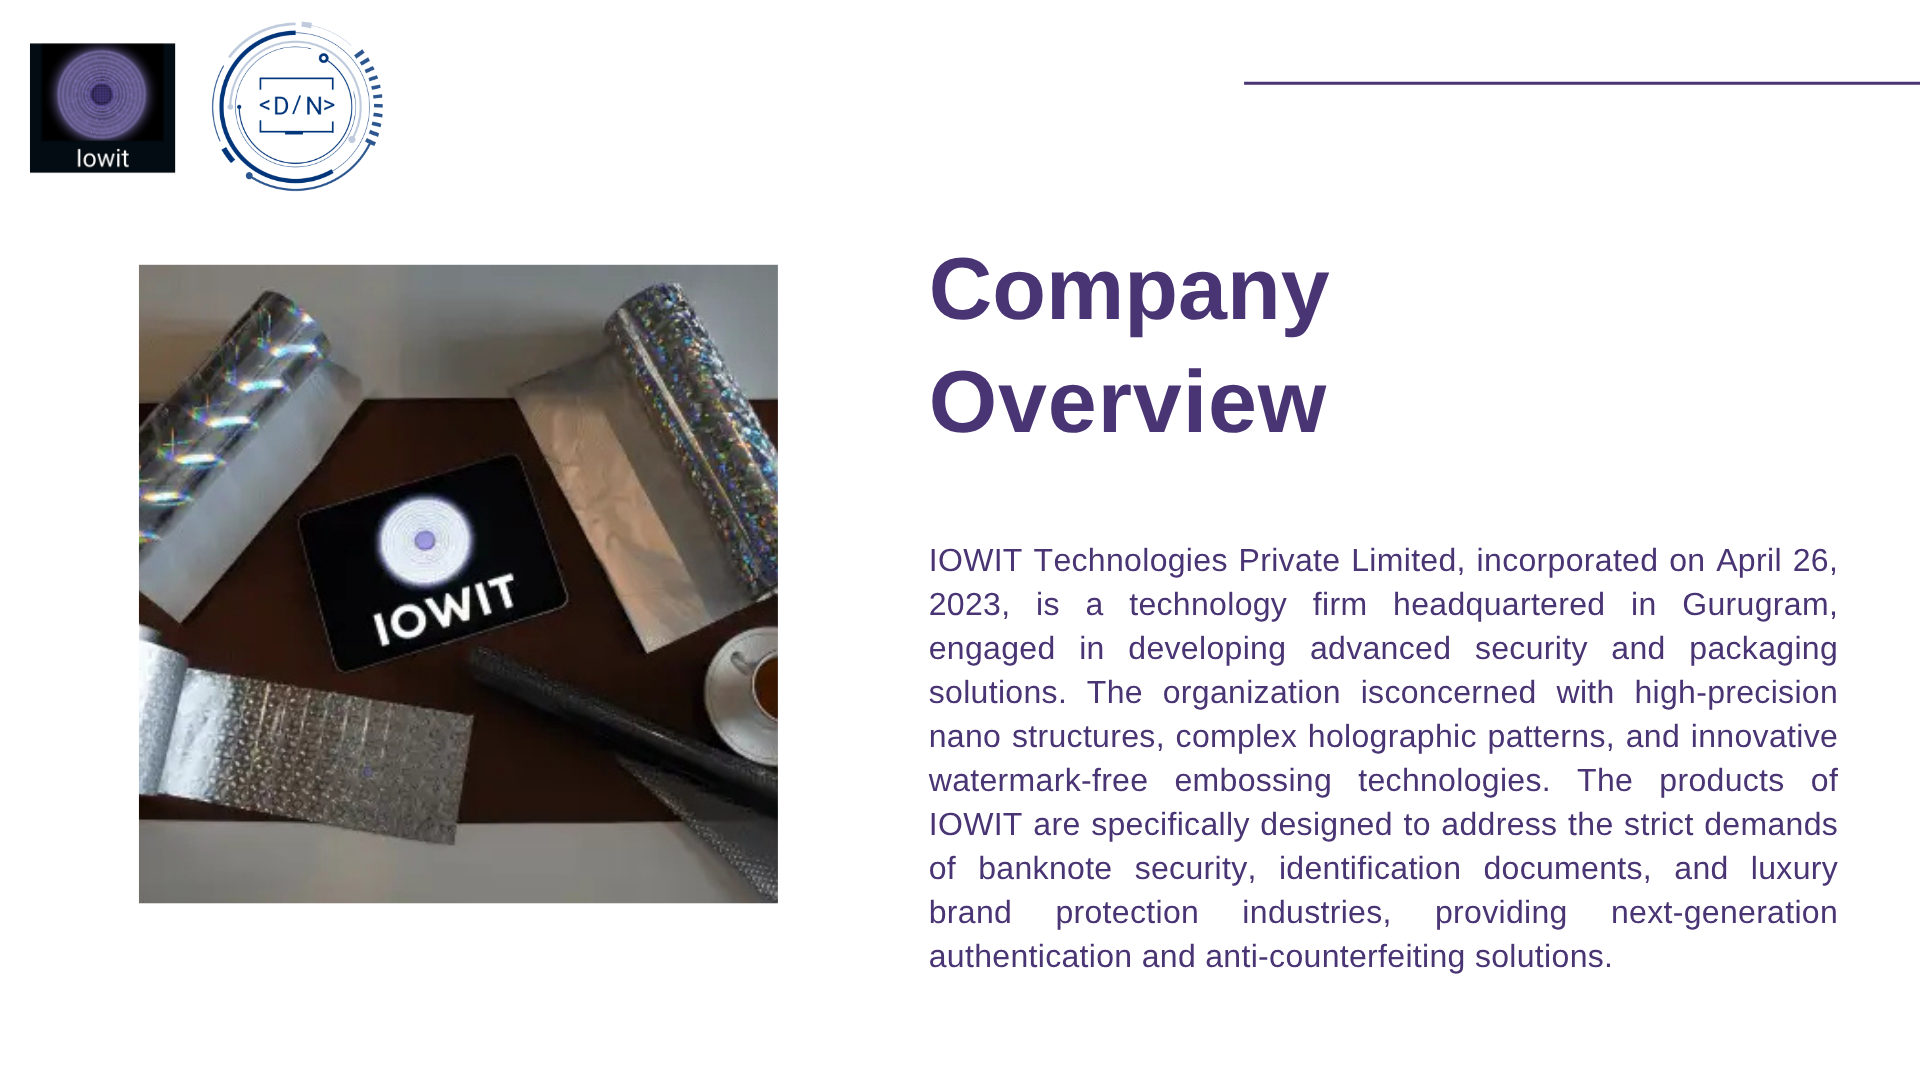 Iowit
<D/N>
Company
Overview
IOWIT
IOWIT Technologies Private Limited, incorporated on April 26,
2023, is a technology firm headquartered in Gurugram,
engaged in developing advanced security and packaging
solutions. The organization isconcerned with high-precision
nano structures, complex holographic patterns, and innovative
watermark-free embossing technologies. The products of
IOWIT are specifically designed to address the strict demands
of banknote security, identification documents, and luxury
brand protection industries, providing next-generation
authentication and anti-counterfeiting solutions.